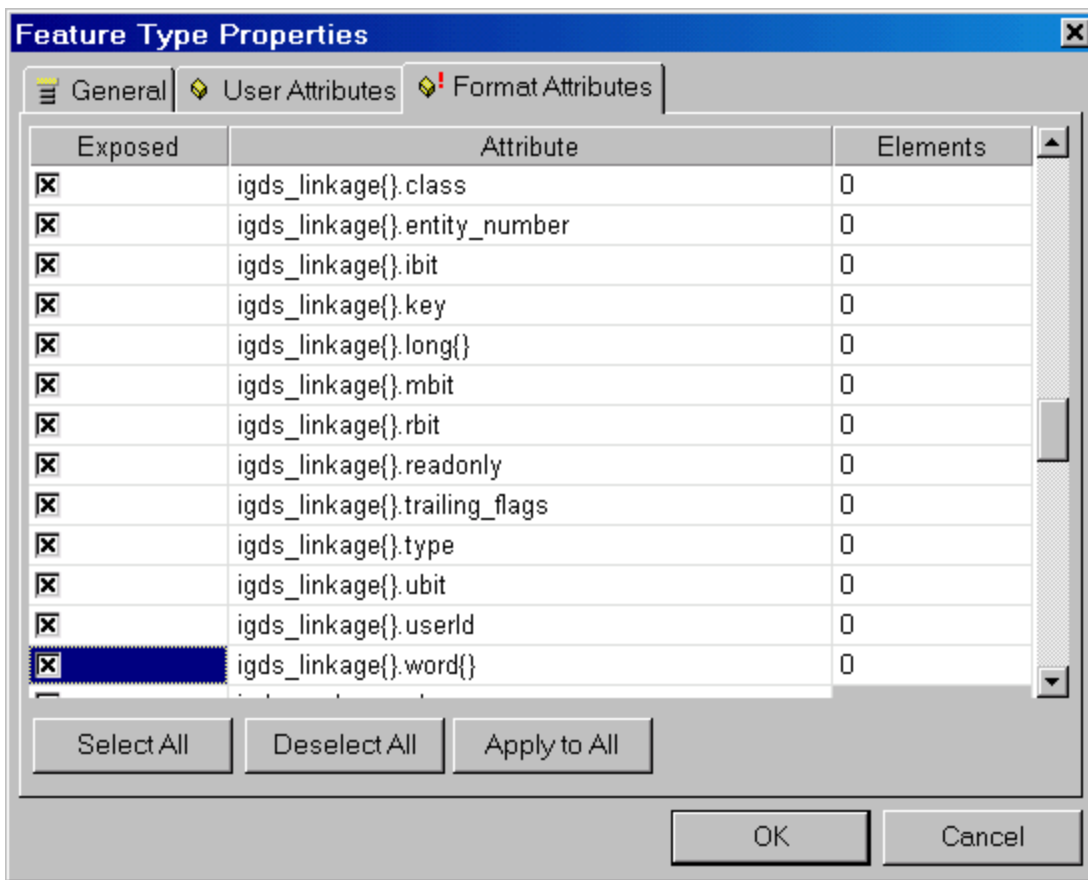 Feature Type Properties
General User Attributes Format Attributes
Exposed Attribute Elements
igds_linkage{}.class 0
igds_linkage{}.entity_number 0
igds_linkage{}.ibit 0
igds_linkage{}.key 0
igds_linkage{}.long{} 0
igds_linkage{}.mbit 0
igds_linkage{}.rbit 0
igds_linkage{}.readonly 0
igds_linkage{}.trailing_flags 0
igds_linkage{}.type 0
igds_linkage{}.ubit 0
igds_linkage{}.userId 0
igds_linkage{}.word{} 0
Select All Deselect All Apply to All
OK Cancel